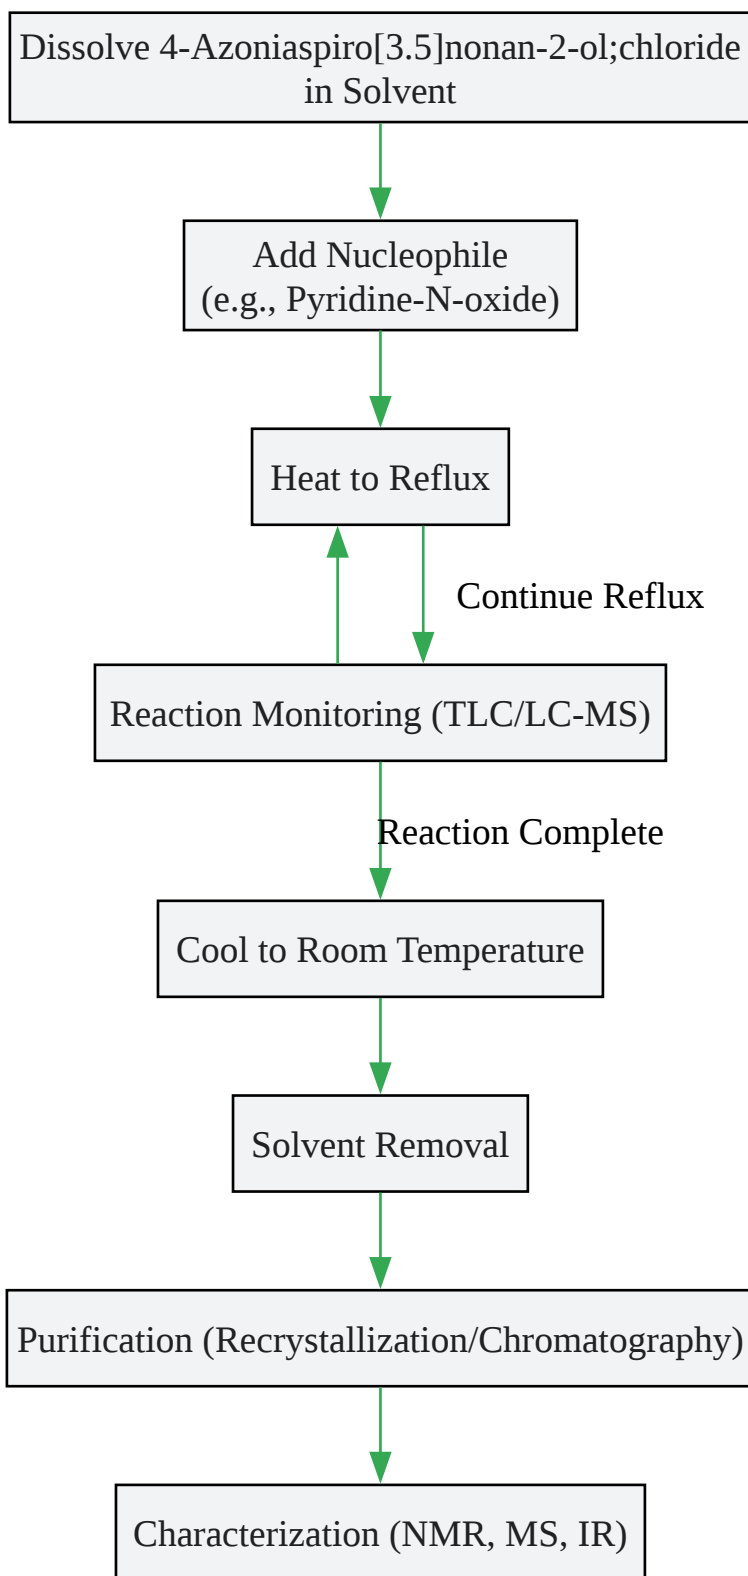 Dissolve 4-Azoniaspiro[3.5]nonan-2-ol;chloride
in Solvent
Add Nucleophile
(e.g., Pyridine-N-oxide)
Heat to Reflux
Continue Reflux
Reaction Monitoring (TLC/LC-MS)
Reaction Complete
Cool to Room Temperature
Solvent Removal
Purification (Recrystallization/Chromatography)
Characterization (NMR, MS, IR)